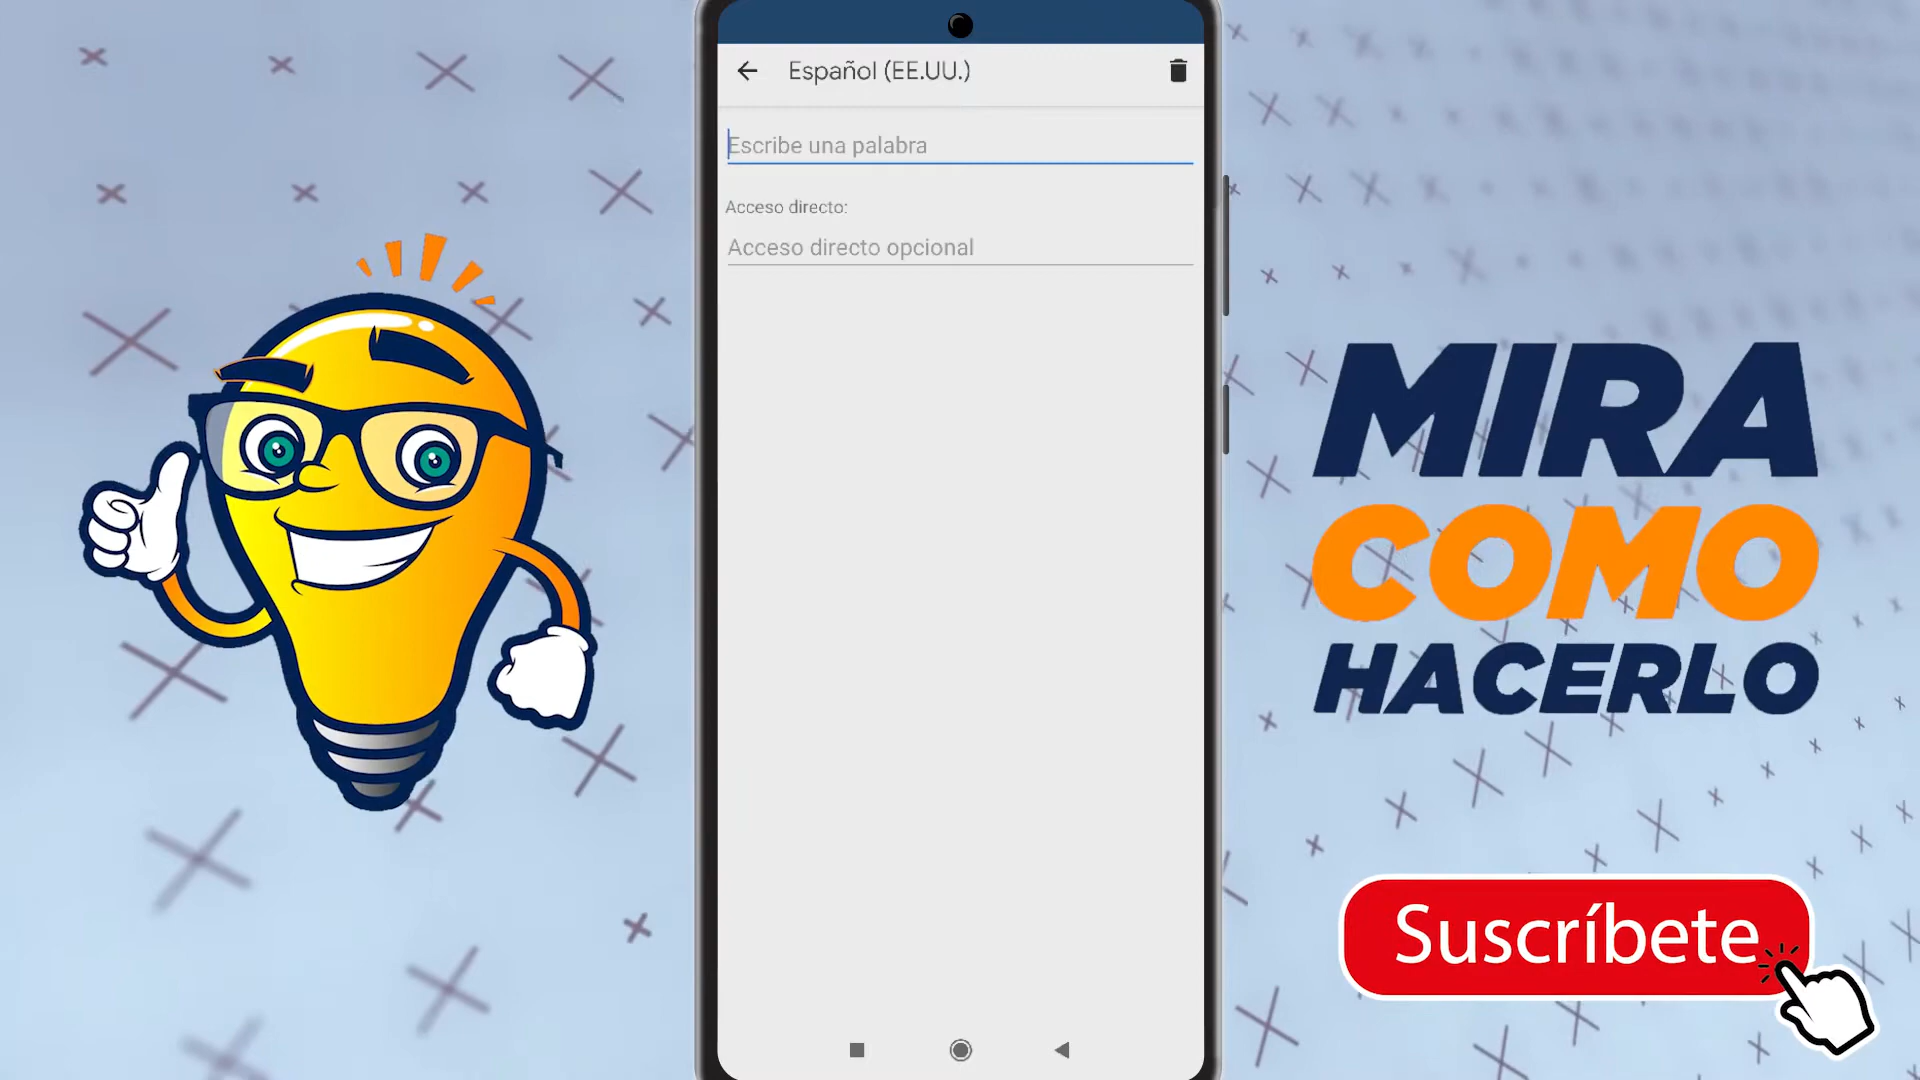 Español (EE.UU.)
Escribe una palabra
Acceso directo:
Acceso directo opcional
MIRA
COMO
HACERLO
Suscríbete